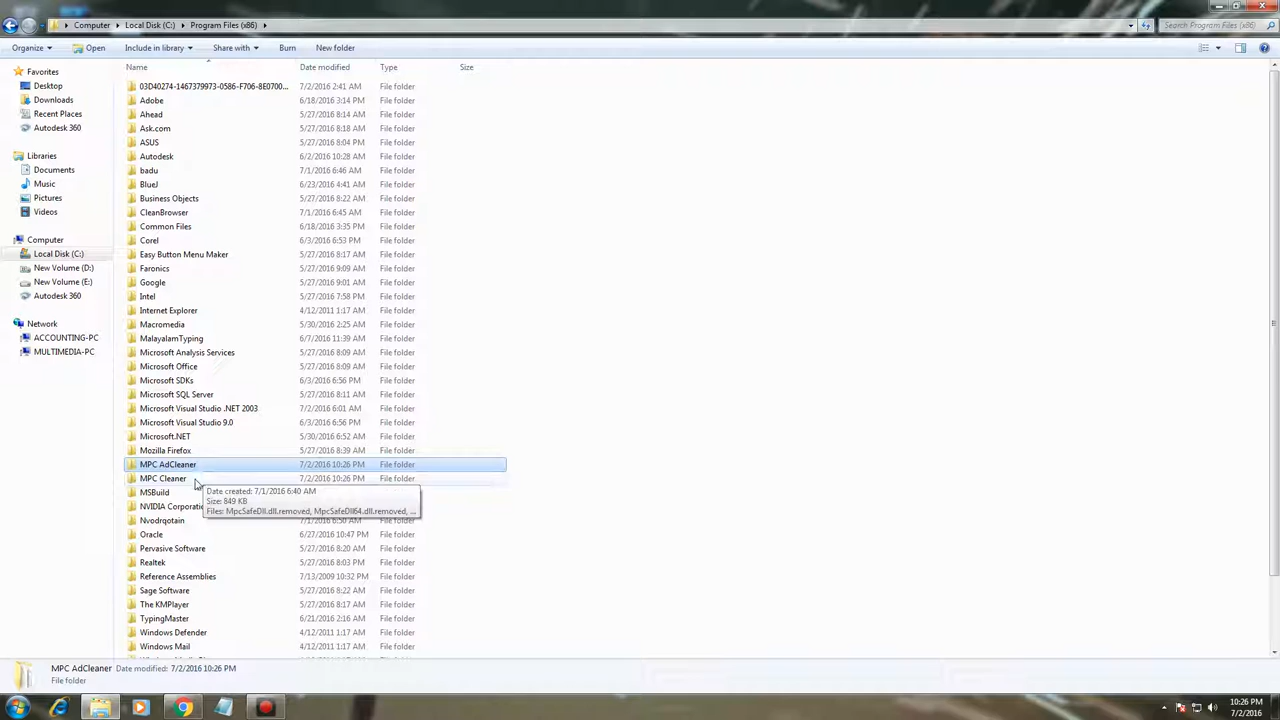 Computer Local Disk (C:) Program Files (x86)
Search Program Files (x86)
Organize Open Include in library Share with Burn New folder
Name Date modified Type Size
Favorites
Desktop
Downloads
Recent Places
Autodesk 360
Libraries
Documents
Music
Pictures
Videos
Computer
Local Disk (C:)
New Volume (D:)
New Volume (E:)
Autodesk 360
Network
ACCOUNTING-PC
MULTIMEDIA-PC
03D40274-1467379973-0586-F706-8E0700... 7/2/2016 2:41 AM File folder
Adobe 6/18/2016 3:14 PM File folder
Ahead 5/27/2016 8:14 AM File folder
Ask.com 5/27/2016 8:18 AM File folder
ASUS 5/27/2016 8:04 PM File folder
Autodesk 6/2/2016 10:28 AM File folder
badu 7/1/2016 6:46 AM File folder
BlueJ 6/23/2016 4:41 AM File folder
Business Objects 5/27/2016 8:22 AM File folder
CleanBrowser 7/1/2016 6:45 AM File folder
Common Files 6/18/2016 3:35 PM File folder
Corel 6/3/2016 6:53 PM File folder
Easy Button Menu Maker 5/27/2016 8:17 AM File folder
Faronics 5/27/2016 9:09 AM File folder
Google 5/27/2016 9:01 AM File folder
Intel 5/27/2016 7:58 PM File folder
Internet Explorer 4/12/2011 1:17 AM File folder
Macromedia 5/30/2016 2:25 AM File folder
MalayalamTyping 6/7/2016 11:39 AM File folder
Microsoft Analysis Services 5/27/2016 8:09 AM File folder
Microsoft Office 5/27/2016 8:09 AM File folder
Microsoft SDKs 6/3/2016 6:56 PM File folder
Microsoft SQL Server 5/27/2016 8:11 AM File folder
Microsoft Visual Studio .NET 2003 7/2/2016 6:01 AM File folder
Microsoft Visual Studio 9.0 6/3/2016 6:56 PM File folder
Microsoft.NET 5/30/2016 6:52 AM File folder
Mozilla Firefox 5/27/2016 8:39 AM File folder
MPC AdCleaner 7/2/2016 10:26 PM File folder
MPC Cleaner 7/2/2016 10:26 PM File folder
MSBuild
NVIDIA Corporatio
Date created: 7/1/2016 6:40 AM
Size: 849 KB
Files: MpcSafeDll.dll.removed, MpcSafeDll64.dll.removed, ...
Nvodrqotain 7/1/2016 6:50 AM File folder
Oracle 6/27/2016 10:47 PM File folder
Pervasive Software 5/27/2016 8:20 AM File folder
Realtek 5/27/2016 8:03 PM File folder
Reference Assemblies 7/13/2009 10:32 PM File folder
Sage Software 5/27/2016 8:22 AM File folder
The KMPlayer 5/27/2016 8:17 AM File folder
TypingMaster 6/21/2016 2:16 AM File folder
Windows Defender 4/12/2011 1:17 AM File folder
Windows Mail 4/12/2011 1:17 AM File folder
MPC AdCleaner Date modified: 7/2/2016 10:26 PM
File folder
10:26 PM
7/2/2016